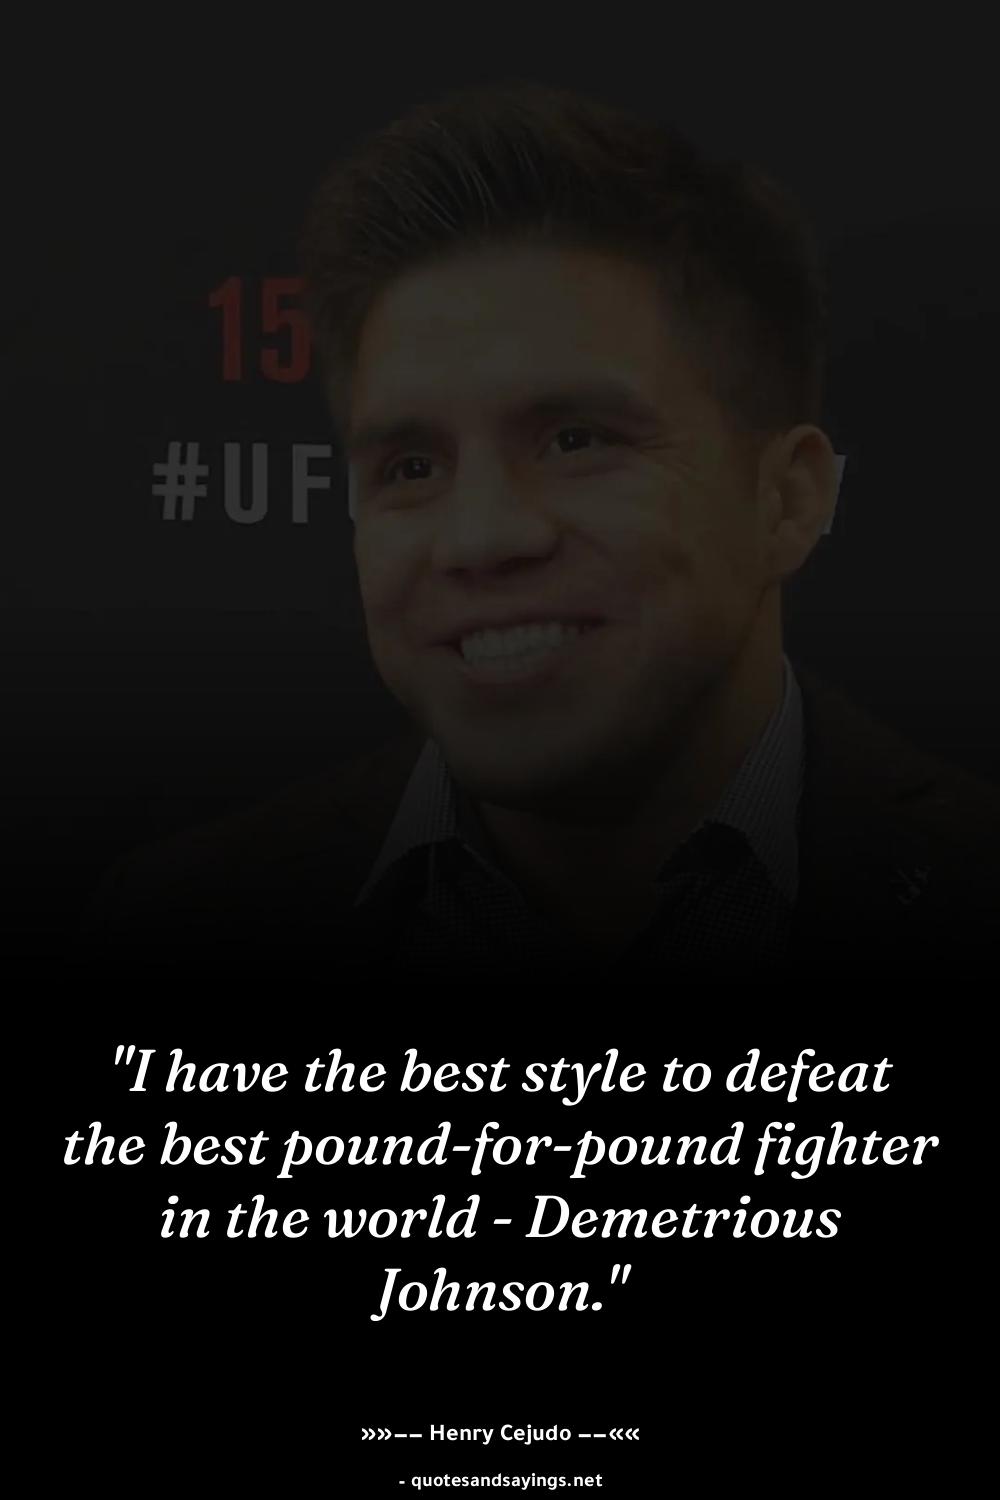 15
#UF
"I have the best style to defeat
the best pound-for-pound fighter
in the world - Demetrious
Johnson."
»»–– Henry Cejudo ––««
- quotesandsayings.net